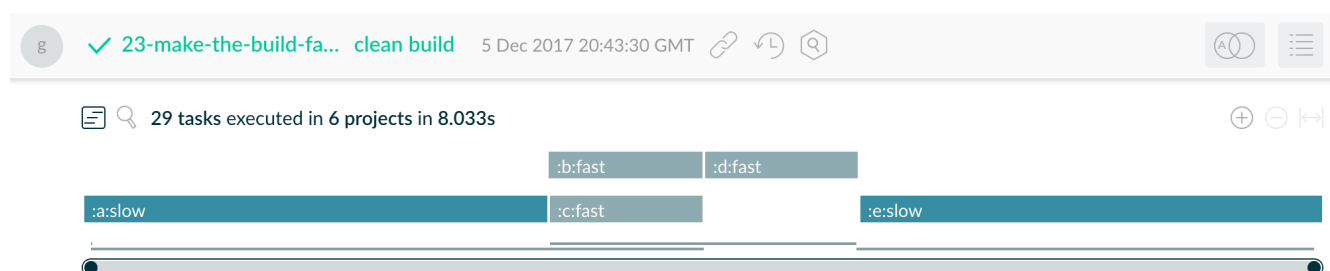 g 23-make-the-build-fa... clean build 5 Dec 2017 20:43:30 GMT A
29 tasks executed in 6 projects in 8.033s
:b:fast :d:fast
:a:slow :c:fast :e:slow